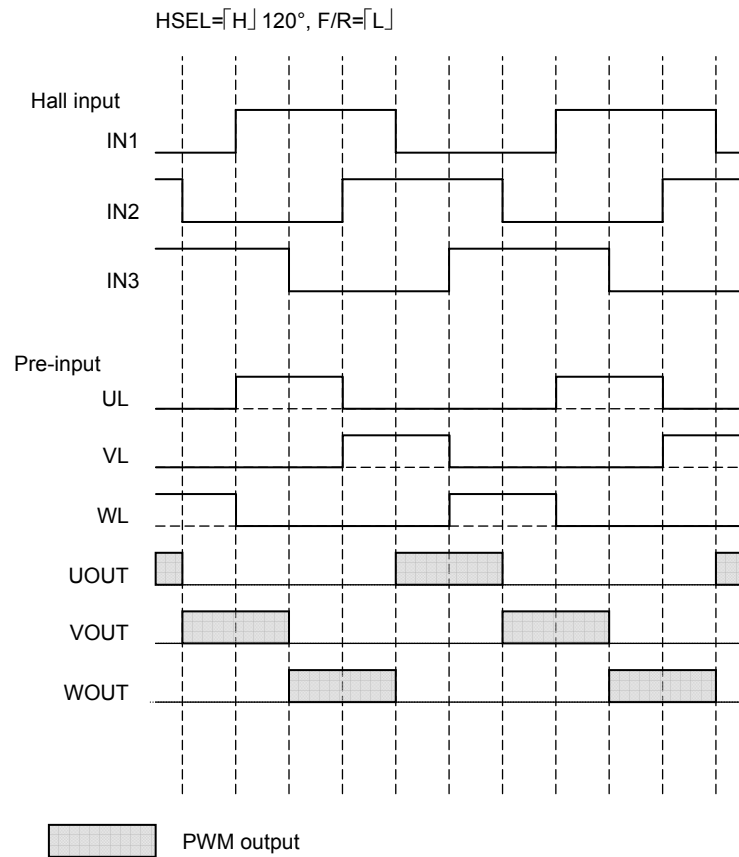 HSEL=「H」 120°, F/R=「L」
Hall input
IN1
IN2
IN3
Pre-input
UL
VL
WL
UOUT
VOUT
WOUT
PWM output